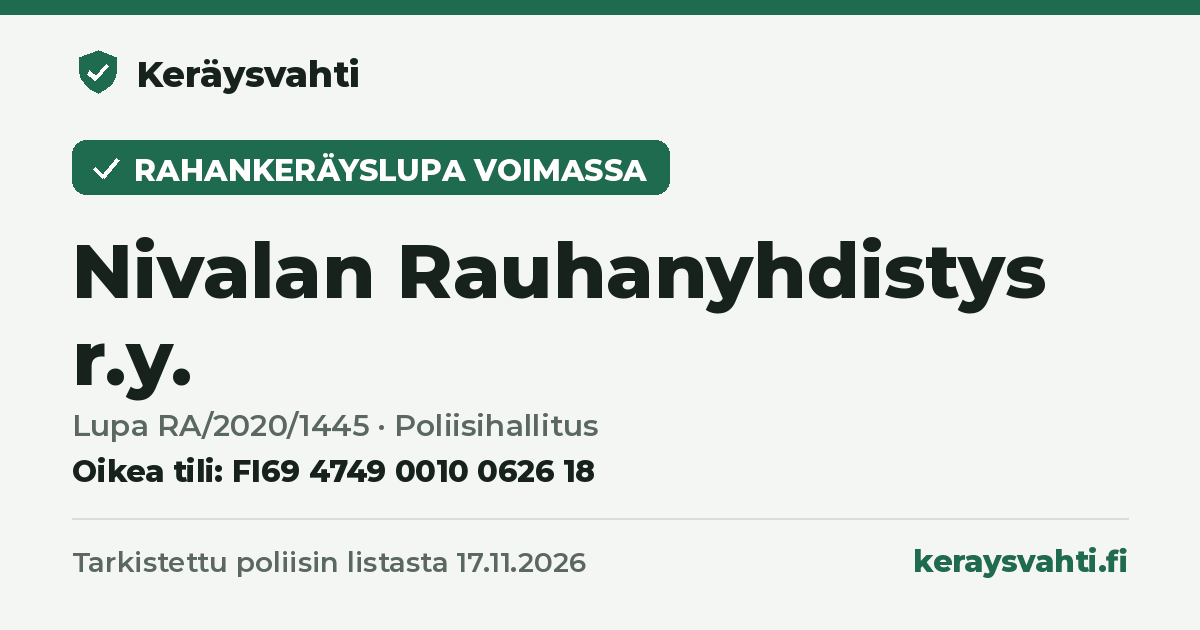 Keräysvahti
RAHANKERÄYSLUPA VOIMASSA
Nivalan Rauhanyhdistys
r.y.
Lupa RA/2020/1445 · Poliisihallitus
Oikea tili: FI69 4749 0010 0626 18
Tarkistettu poliisin listasta 17.11.2026
keraysvahti.fi